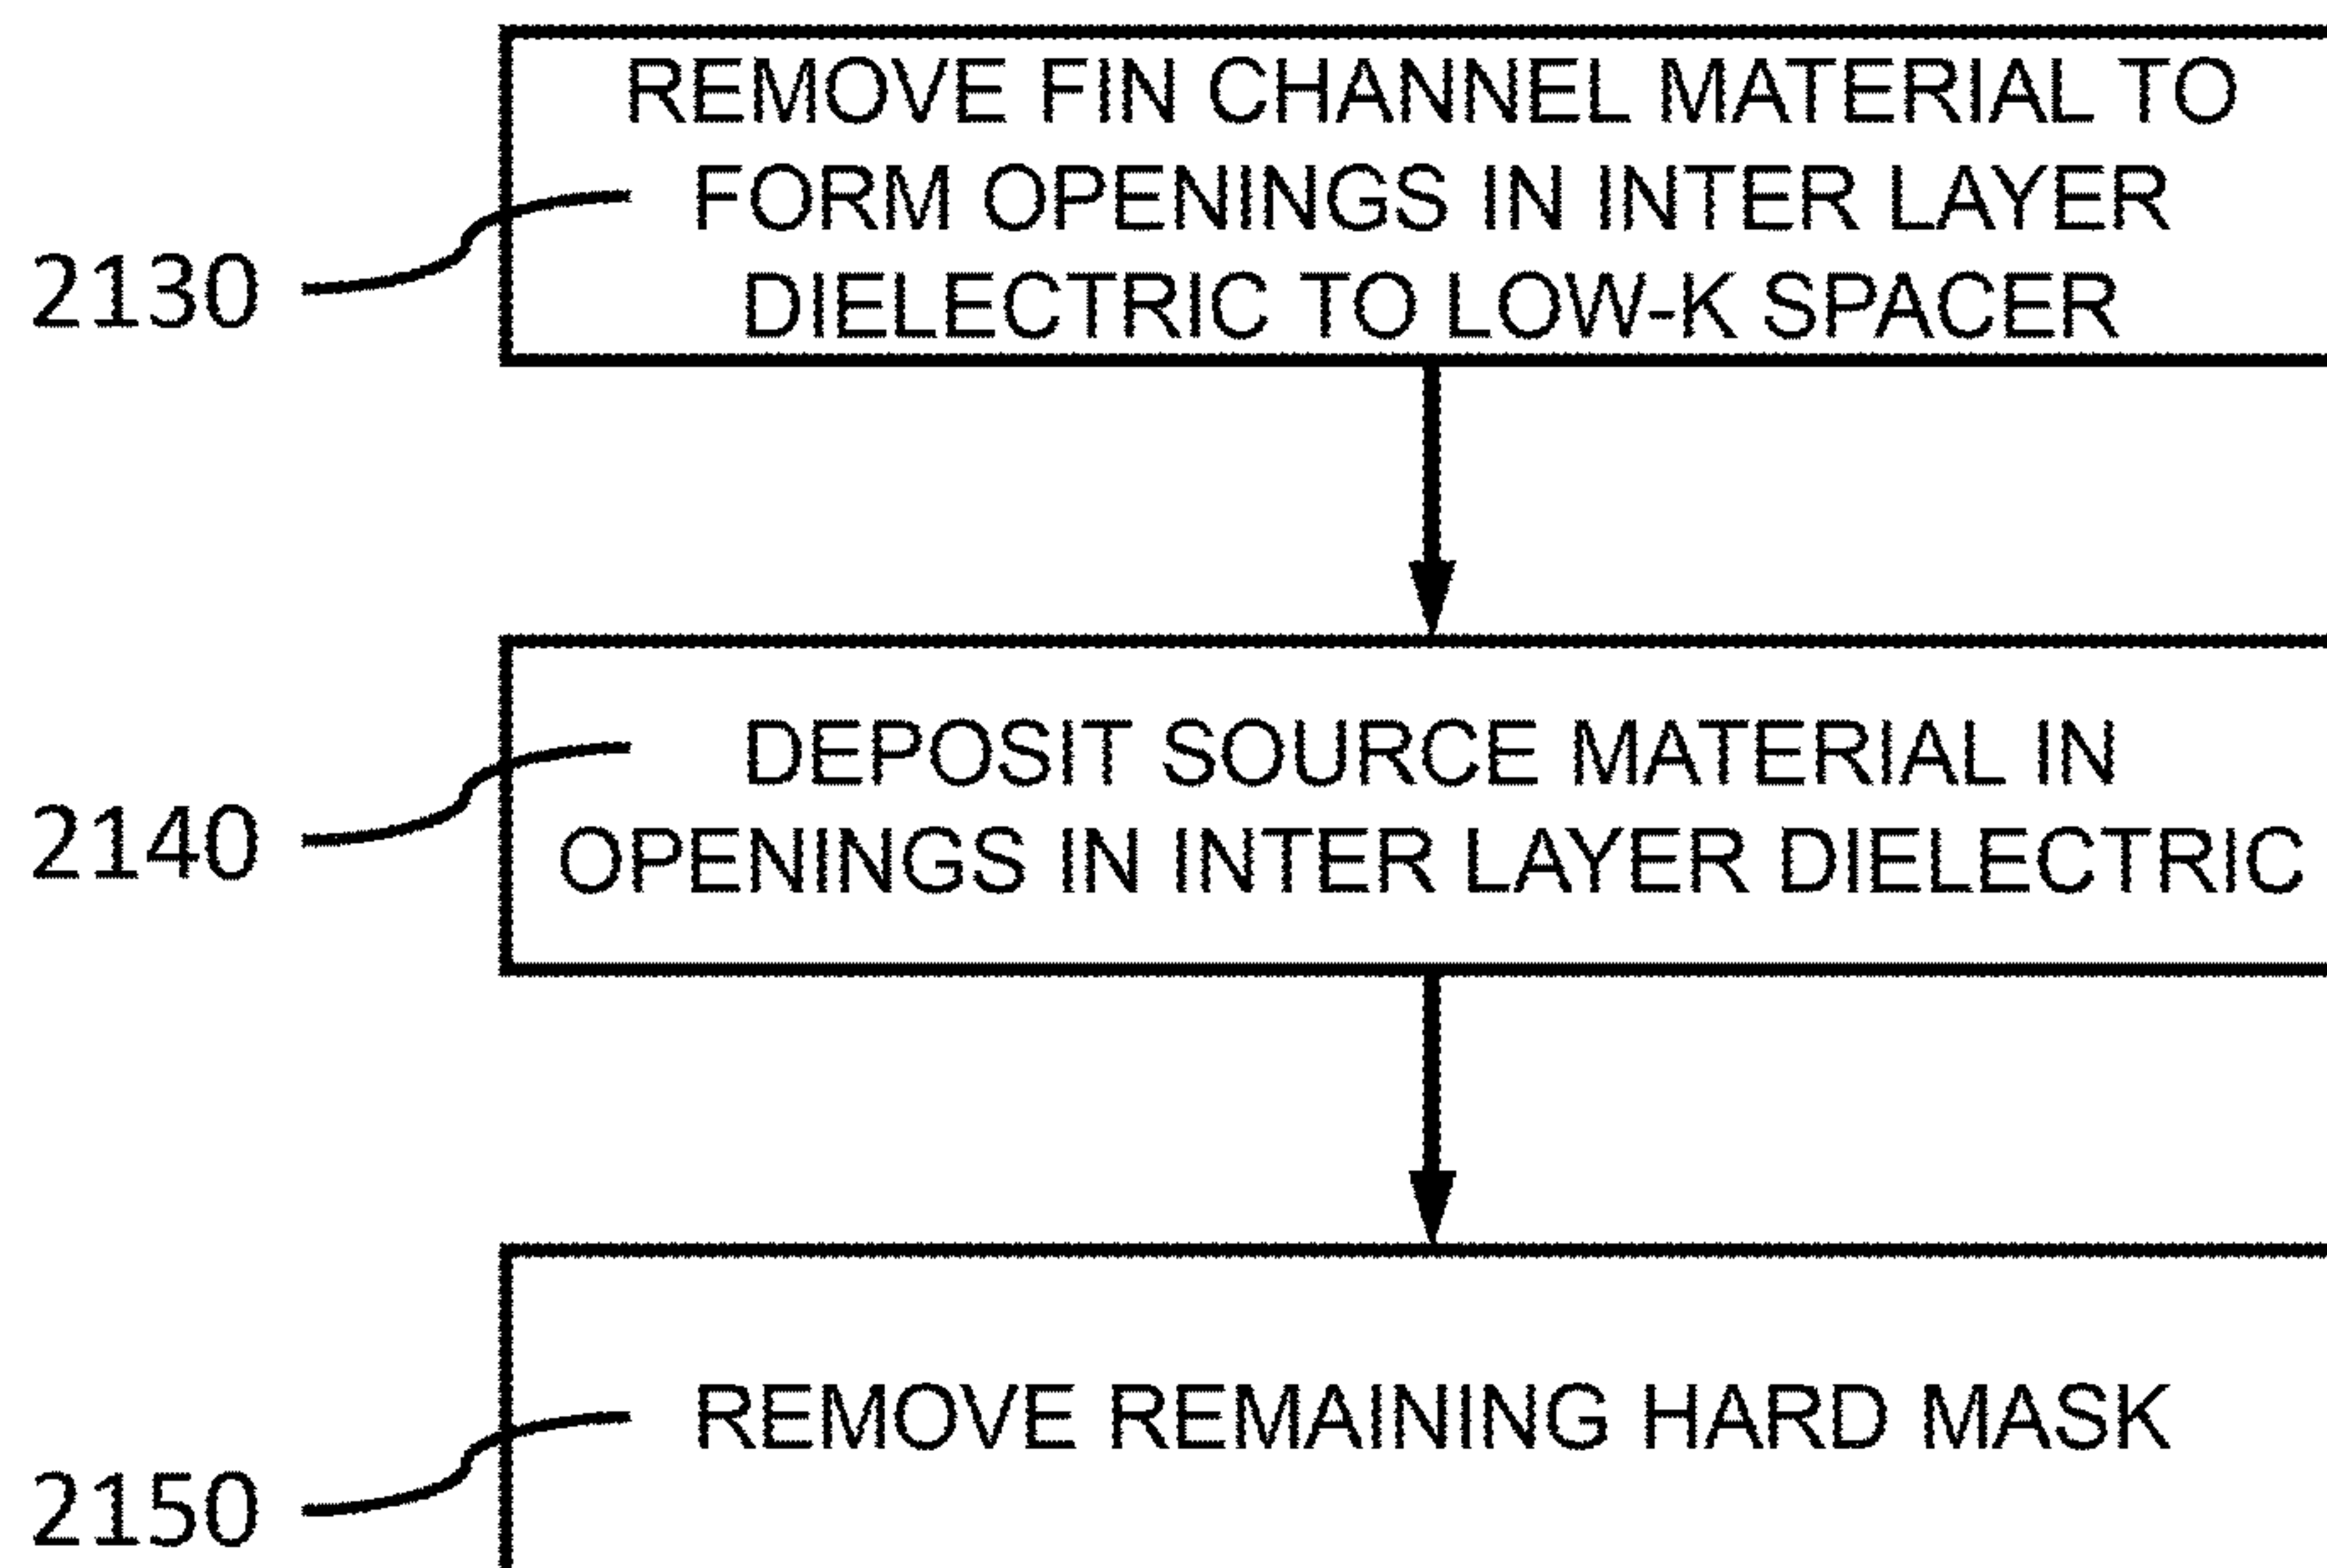 REMOVE FIN CHANNEL MATERIAL TO
FORM OPENINGS IN INTER LAYER
DIELECTRIC TO LOW-K SPACER
2130
DEPOSIT SOURCE MATERIAL IN
OPENINGS IN INTER LAYER DIELECTRIC
2140
REMOVE REMAINING HARD MASK
2150